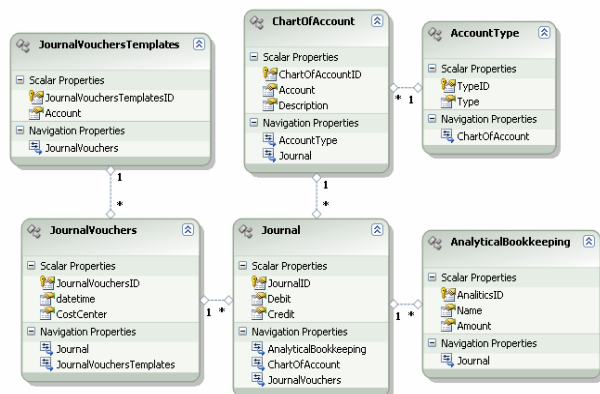 JournalVouchersTemplates
Scalar Properties
JournalVouchersTemplatesID
Account
Navigation Properties
JournalVouchers
ChartOfAccount
Scalar Properties
ChartOfAccountID
Account
Description
Navigation Properties
AccountType
Journal
* 1
AccountType
Scalar Properties
TypeID
Type
Navigation Properties
ChartOfAccount
1
*
1
*
JournalVouchers
Scalar Properties
JournalVouchersID
datetime
CostCenter
Navigation Properties
Journal
JournalVouchersTemplates
1 *
Journal
Scalar Properties
JournalID
Debit
Credit
Navigation Properties
AnalyticalBookkeeping
ChartOfAccount
JournalVouchers
1 *
AnalyticalBookkeeping
Scalar Properties
AnaliticsID
Name
Amount
Navigation Properties
Journal